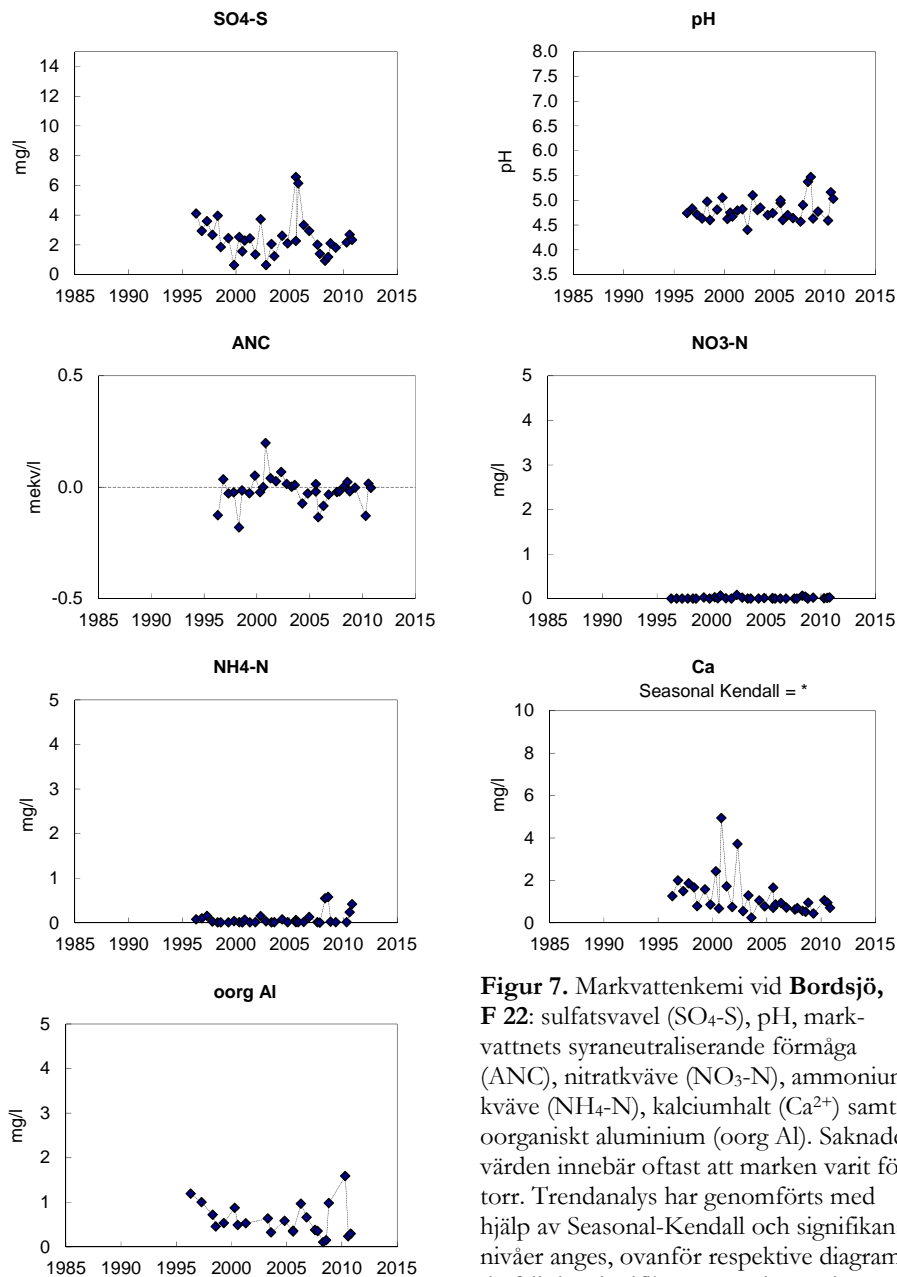 SO4-S
14
12
10
8
6
4
2
0
mg/l
1985 1990 1995 2000 2005 2010 2015
pH
8.0
7.5
7.0
6.5
6.0
5.5
5.0
4.5
4.0
3.5
pH
1985 1990 1995 2000 2005 2010 2015
ANC
0.5
0.0
-0.5
mekv/l
1985 1990 1995 2000 2005 2010 2015
NO3-N
5
4
3
2
1
0
mg/l
1985 1990 1995 2000 2005 2010 2015
NH4-N
5
4
3
2
1
0
mg/l
1985 1990 1995 2000 2005 2010 2015
Ca
Seasonal Kendall = *
10
8
6
4
2
0
mg/l
1985 1990 1995 2000 2005 2010 2015
oorg Al
5
4
3
2
1
0
mg/l
1985 1990 1995 2000 2005 2010 2015
Figur 7. Markvattenkemi vid Bordsjö,
F 22: sulfatsvavel (SO4-S), pH, mark-
vattnets syraneutraliserande förmåga
(ANC), nitratkväve (NO3-N), ammonium
kväve (NH4-N), kalciumhalt (Ca2+) samt
oorganiskt aluminium (oorg Al). Saknade
värden innebär oftast att marken varit fö
torr. Trendanalys har genomförts med
hjälp av Seasonal-Kendall och signifikan
nivåer anges, ovanför respektive diagram